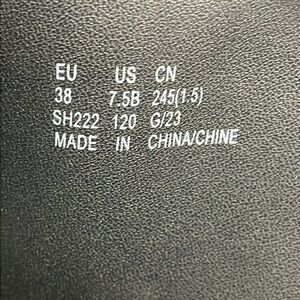 EU US CN
38 7.5B 245(1.5)
SH222 120 G/23
MADE IN CHINA/CHINE